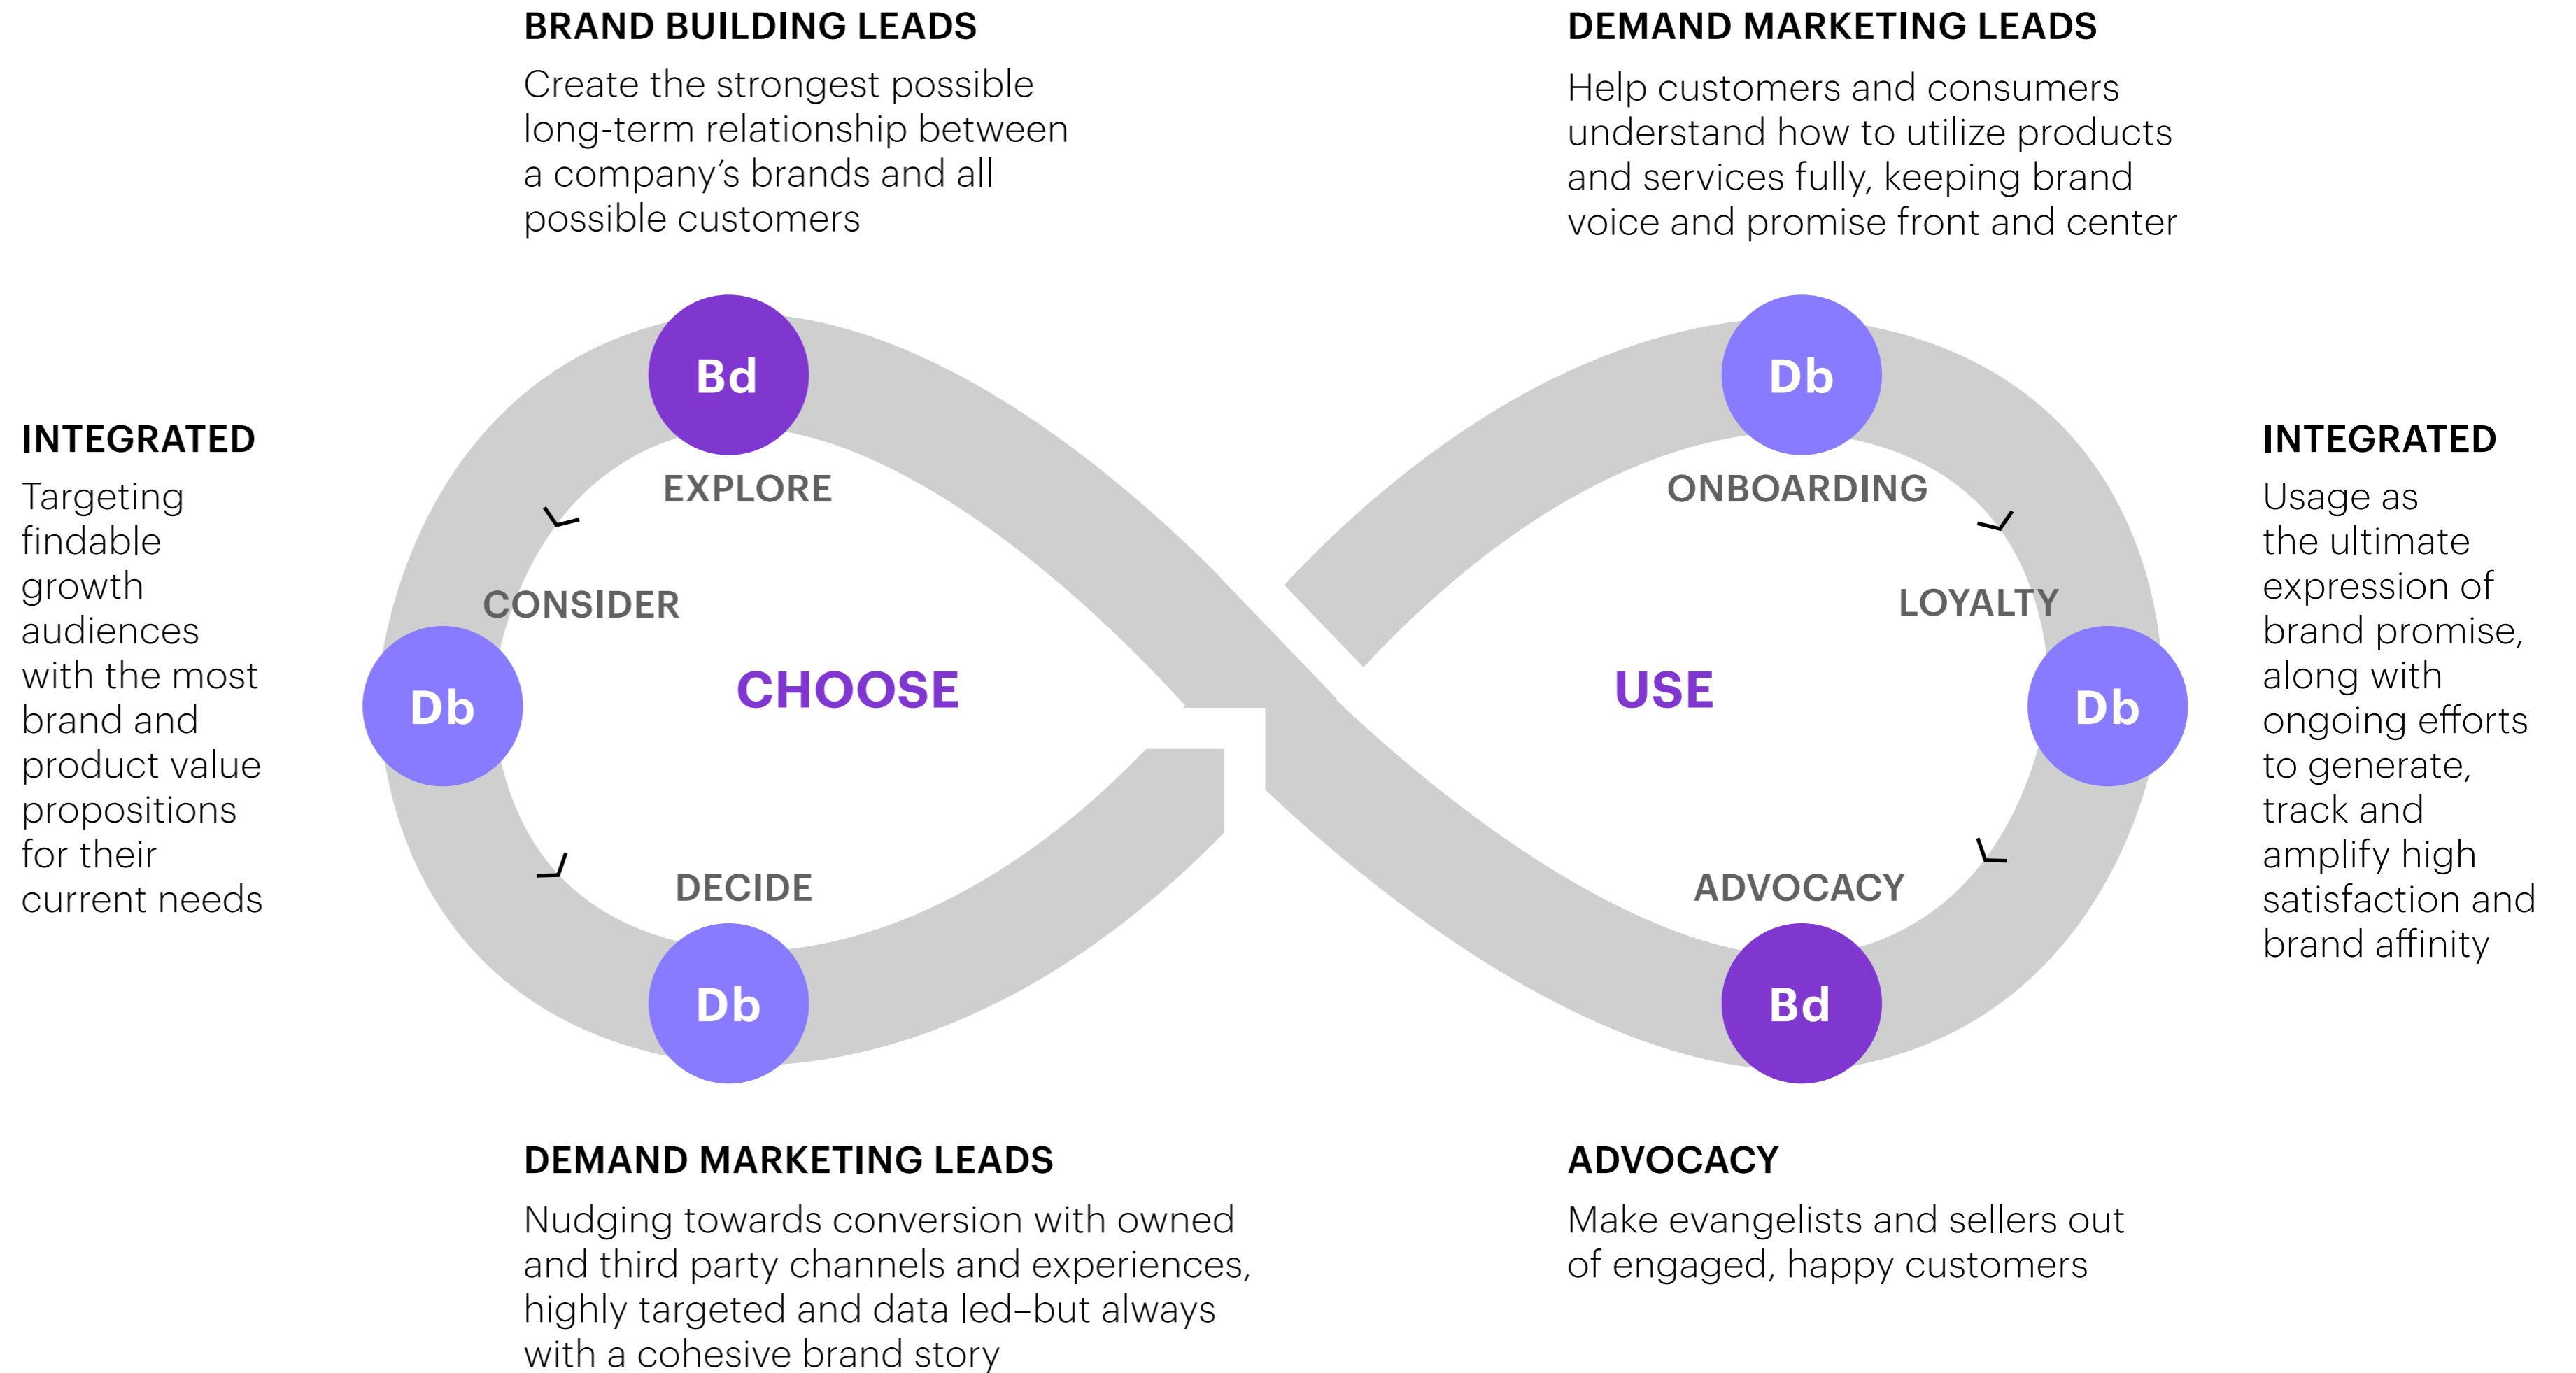 BRAND BUILDING LEADS
Create the strongest possible
long-term relationship between
a company’s brands and all
possible customers
DEMAND MARKETING LEADS
Help customers and consumers
understand how to utilize products
and services fully, keeping brand
voice and promise front and center
INTEGRATED
Targeting
findable
growth
audiences
with the most
brand and
product value
propositions
for their
current needs
Bd
EXPLORE
CONSIDER
Db
CHOOSE
DECIDE
Db
Db
ONBOARDING
LOYALTY
USE
Db
ADVOCACY
Bd
INTEGRATED
Usage as
the ultimate
expression of
brand promise,
along with
ongoing efforts
to generate,
track and
amplify high
satisfaction and
brand affinity
DEMAND MARKETING LEADS
Nudging towards conversion with owned
and third party channels and experiences,
highly targeted and data led–but always
with a cohesive brand story
ADVOCACY
Make evangelists and sellers out
of engaged, happy customers